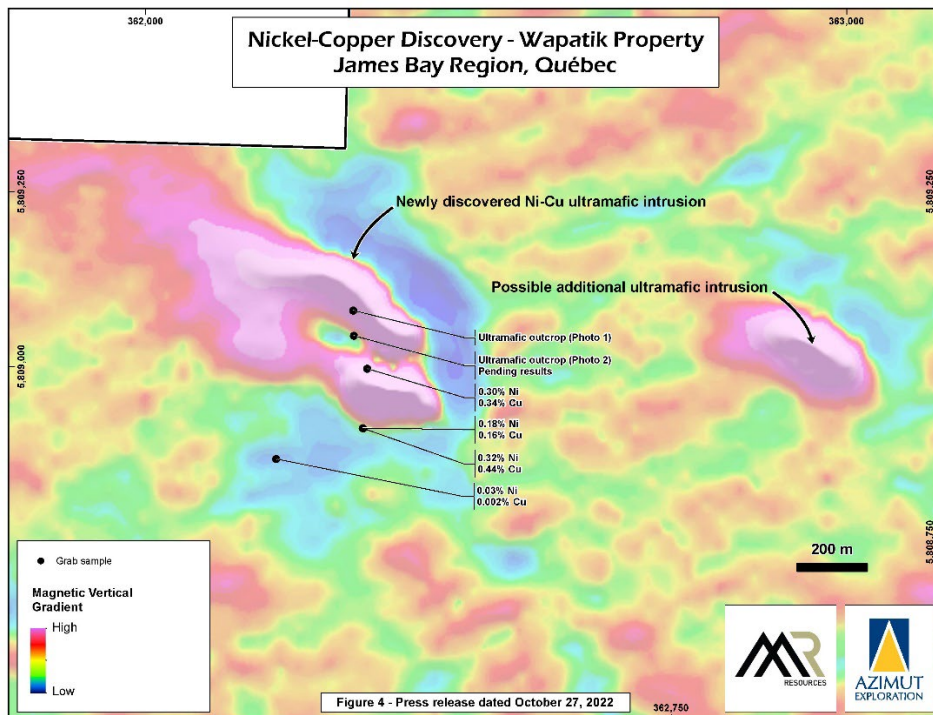 362,000
363,000
Nickel-Copper Discovery - Wapatik Property
James Bay Region, Québec
5,809,250
5,809,250
Newly discovered Ni-Cu ultramafic intrusion
Possible additional ultramafic intrusion
Ultramafic outcrop (Photo 1)
Ultramafic outcrop (Photo 2)
Pending results
5,809,000
0.30% Ni
0.34% Cu
0.18% Ni
0.16% Cu
0.32% Ni
0.44% Cu
0.03% Ni
0.002% Cu
5,808,750
200 m
Grab sample
Magnetic Vertical
Gradient
High
Low
MR
RESOURCES
AZIMUT
EXPLORATION
Figure 4 - Press release dated October 27, 2022
362,750